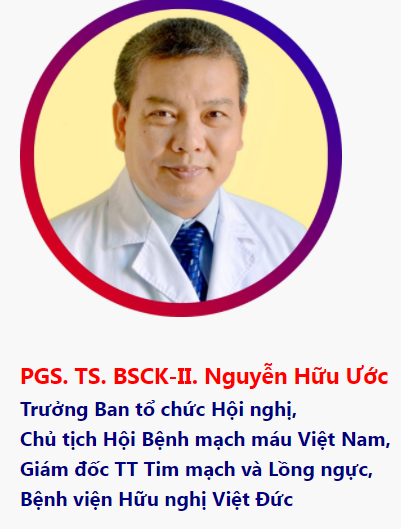 PGS. TS. BSCK-II. Nguyễn Hữu Ước
Trưởng Ban tổ chức Hội nghị,
Chủ tịch Hội Bệnh mạch máu Việt Nam,
Giám đốc TT Tim mạch và Lồng ngực,
Bệnh viện Hữu nghị Việt Đức